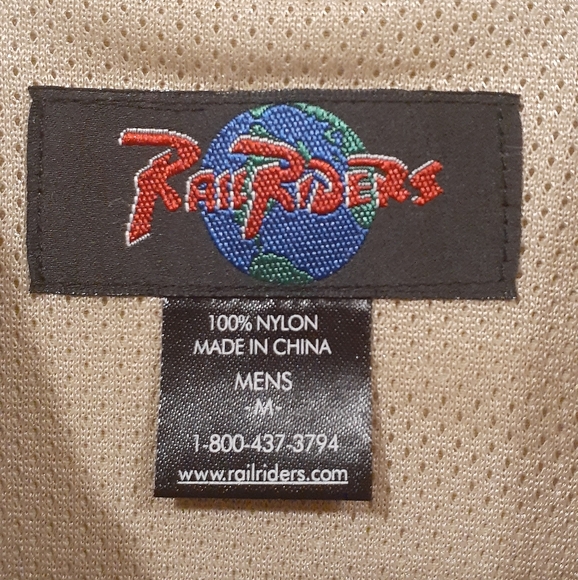 RAILRIDERS
100% NYLON
MADE IN CHINA
MENS
-M-
1-800-437-3794
www.railriders.com